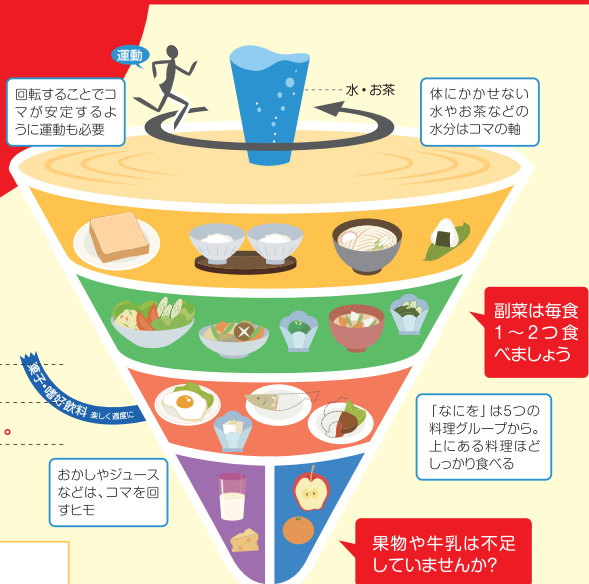 運動
回転することでコ
マが安定するよ
うに運動も必要
水・お茶
体にかかせない
水やお茶などの
水分はコマの軸
副菜は毎食
1〜2つ食
べましょう
菓子・嗜好飲料 楽しく適度に
「なにを」は5つの
料理グループから。
上にある料理ほど
しっかり食べる
。
おかしやジュース
などは、コマを回
すヒモ
果物や牛乳は不足
していませんか?